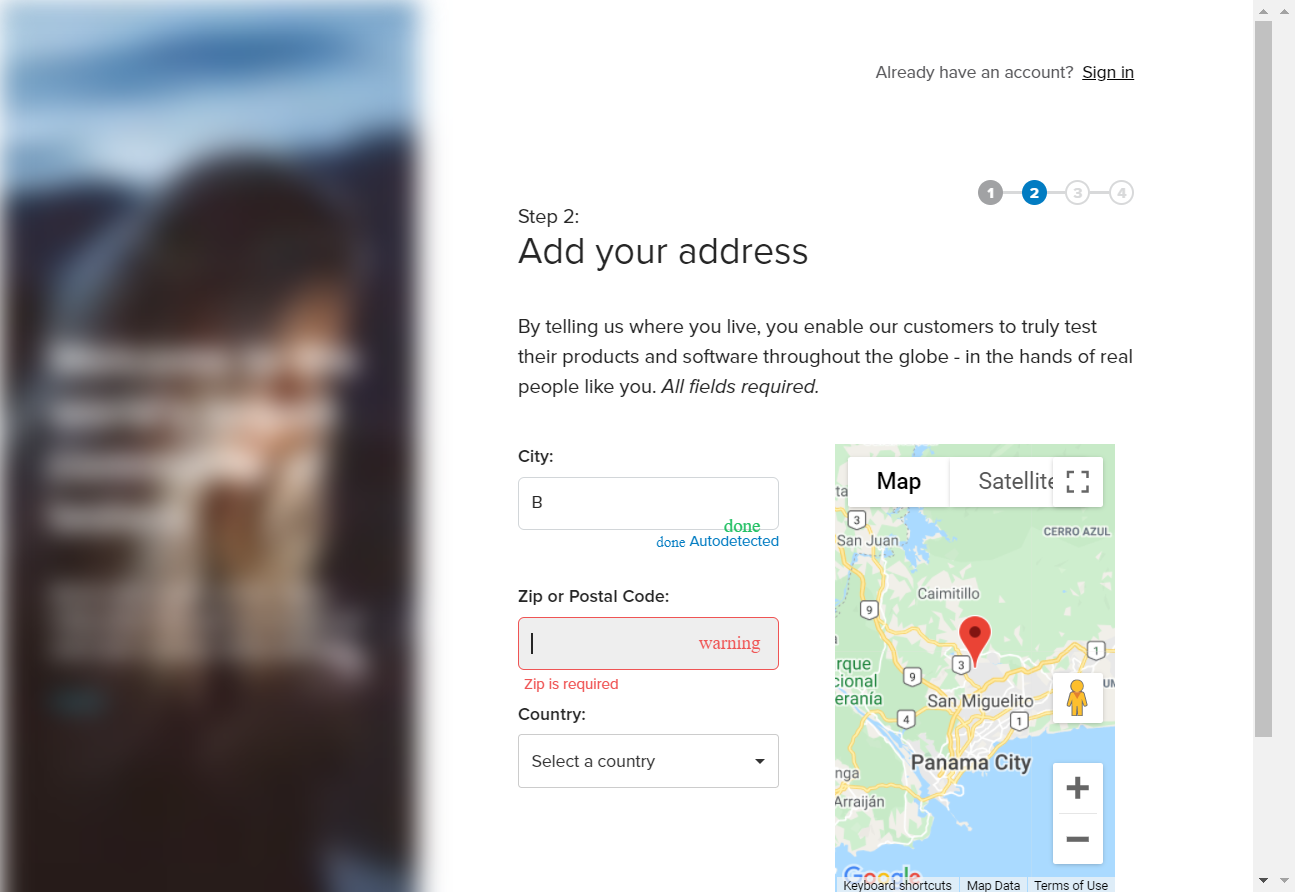 Already have an account? Sign in
1 2 3 4
Step 2:
Add your address
By telling us where you live, you enable our customers to truly test
their products and software throughout the globe - in the hands of real
people like you. All fields required.
City:
B
done
done Autodetected
Zip or Postal Code:
warning
Zip is required
Country:
Select a country
Map
Satellite
3
San Juan
CERRO AZUL
Caimitillo
9
1
3
rque
9
cional
eranía
San Miguelito
4
1
Panama City
nga
Arraiján
Google
Keyboard shortcuts
Map Data
Terms of Use